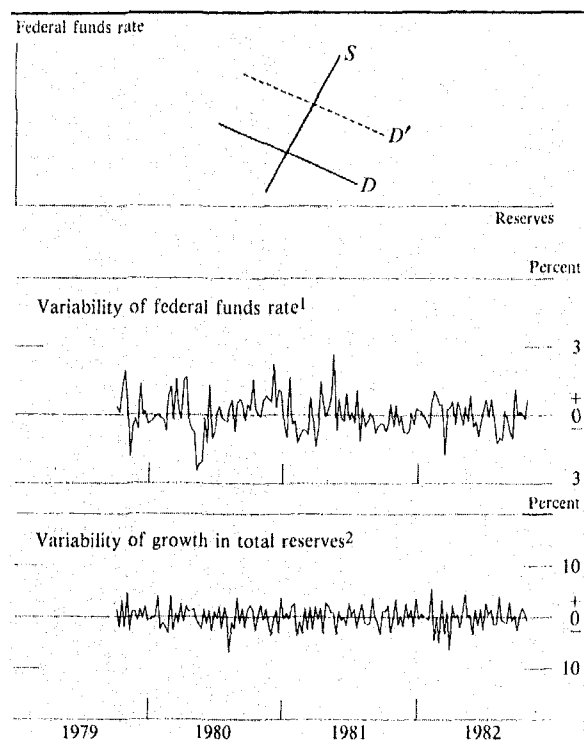 Federal funds rate
S
D'
D
Reserves
Percent
Variability of federal funds rate1
3
+
0
−
3
Percent
Variability of growth in total reserves2
10
+
0
−
10
1979 1980 1981 1982